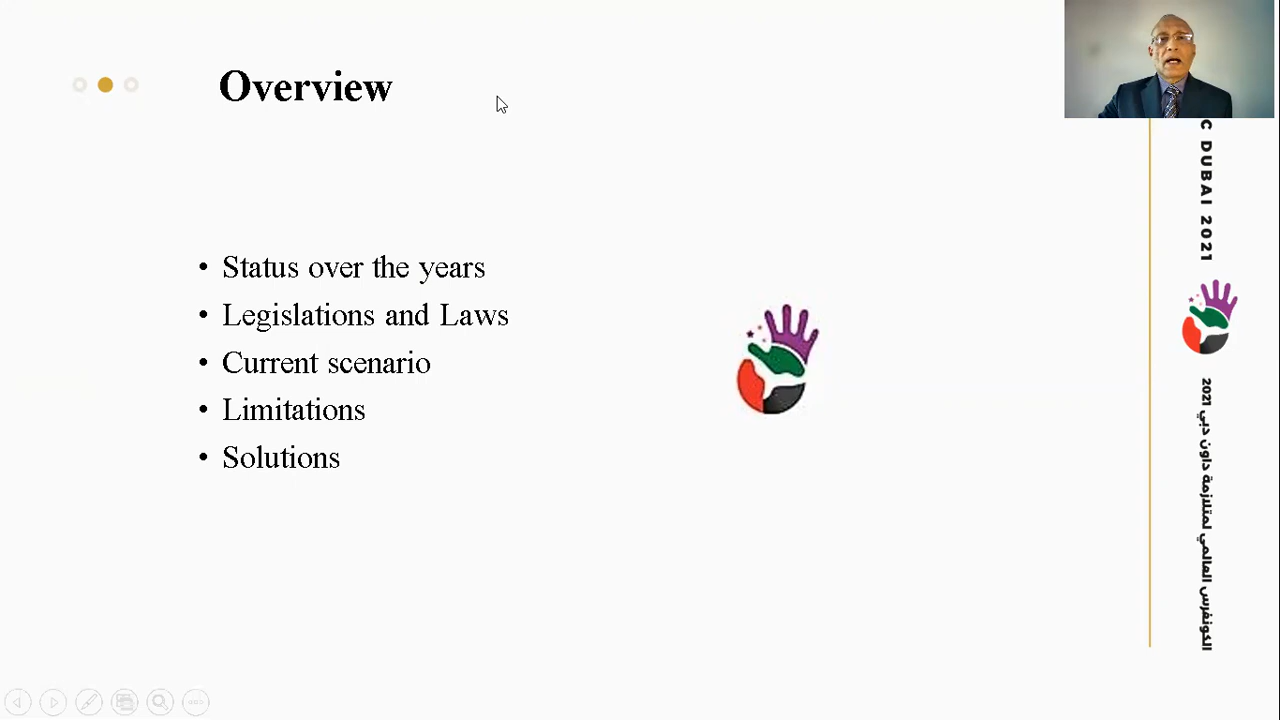 Overview
• Status over the years
• Legislations and Laws
• Current scenario
• Limitations
• Solutions
C DUBAI 2021
الكونفرس العالمي لمتلازمة داون دبي 2021